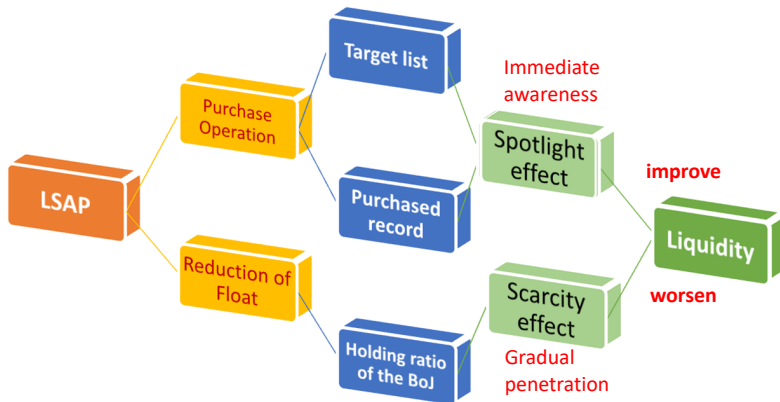 Target list
Immediate
awareness
Purchase
Operation
Spotlight
effect
improve
LSAP
Purchased
record
Liquidity
Reduction of
Float
Scarcity
effect
worsen
Holding ratio
of the BoJ
Gradual
penetration